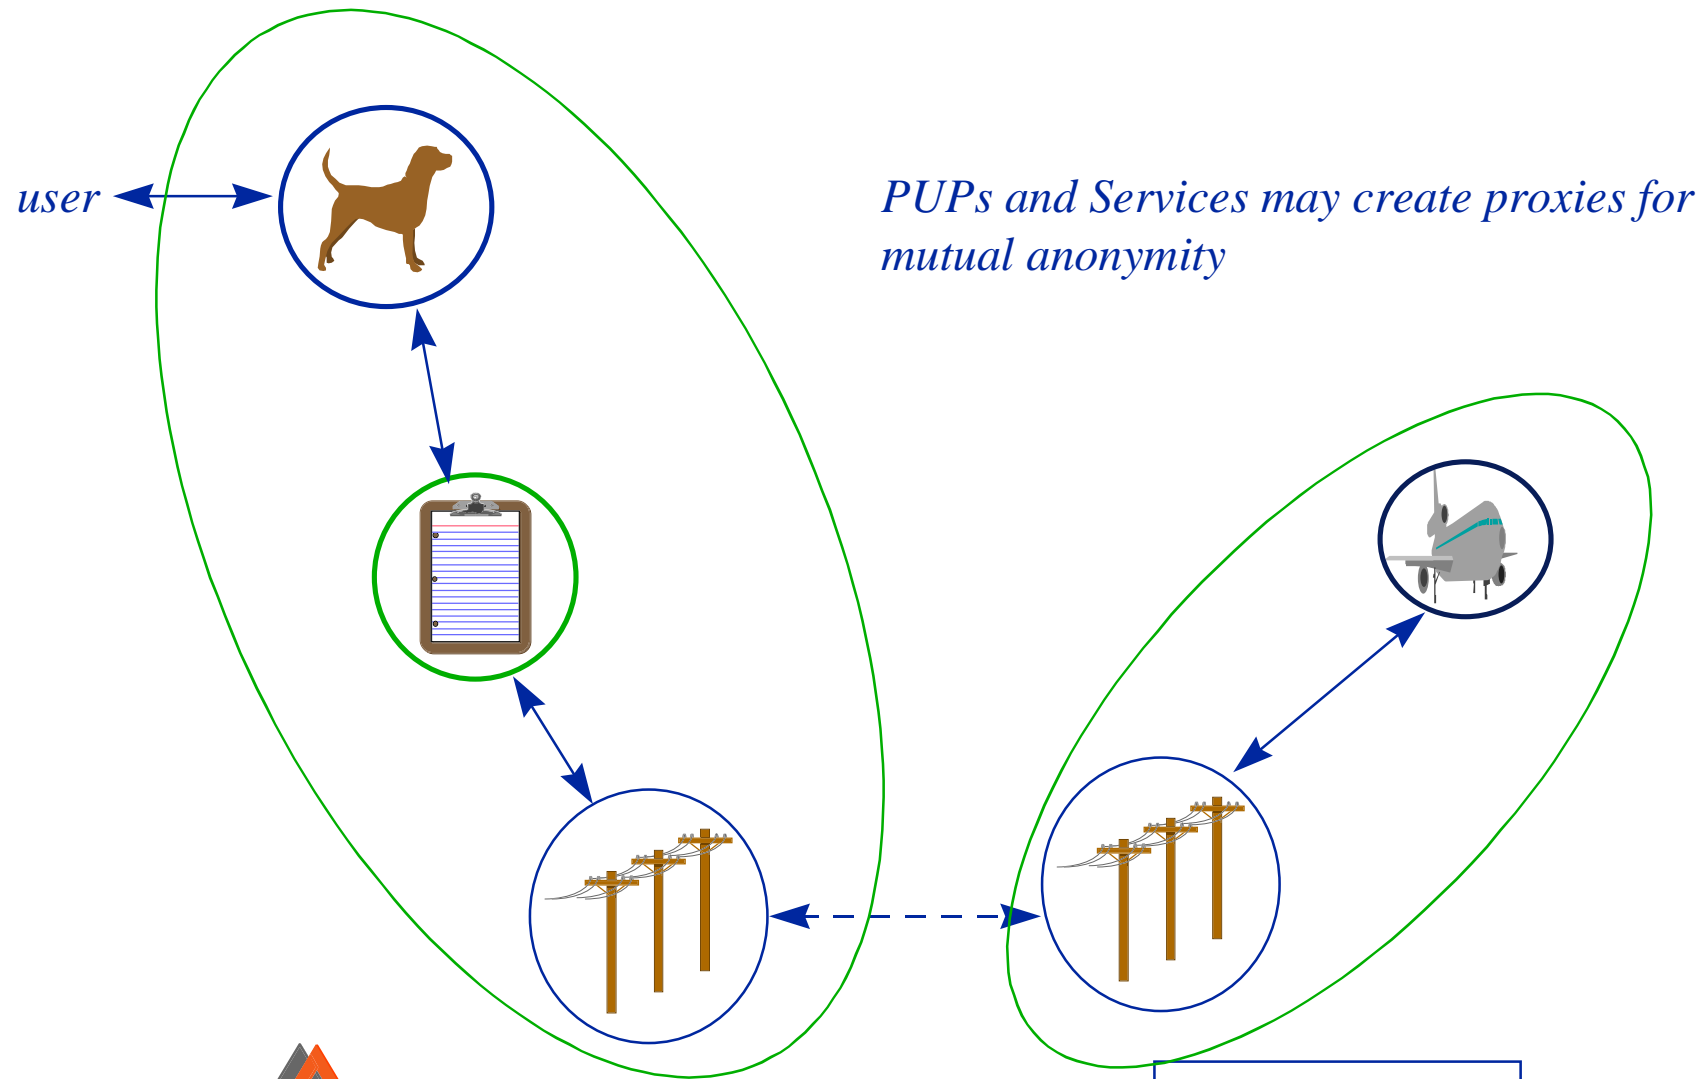 user
PUPs and Services may create proxies for
mutual anonymity